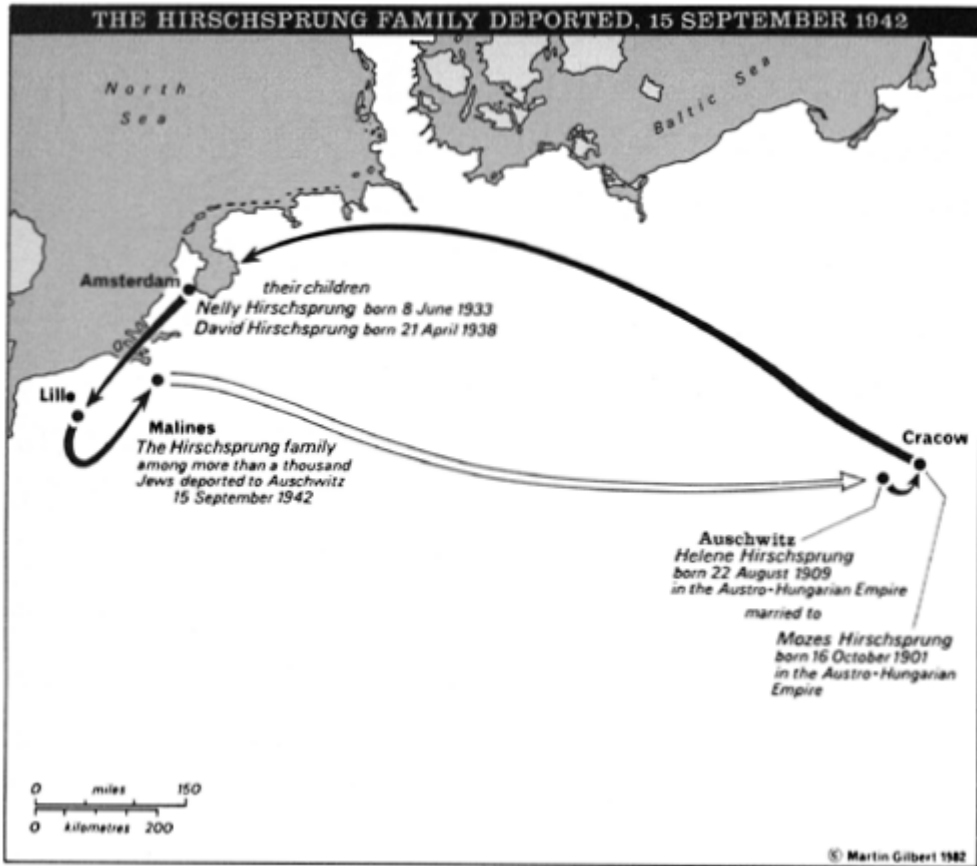 THE HIRSCHSPRUNG FAMILY DEPORTED, 15 SEPTEMBER 1942
North
Sea
Baltic Sea
Amsterdam
their children
Nelly Hirschsprung born 8 June 1933
David Hirschsprung born 21 April 1938
Lille
Malines
The Hirschsprung family
among more than a thousand
Jews deported to Auschwitz
15 September 1942
Cracow
Auschwitz
Helene Hirschsprung
born 22 August 1909
in the Austro-Hungarian Empire
married to
Mozes Hirschsprung
born 16 October 1901
in the Austro-Hungarian
Empire
0 miles 150
0 kilometres 200
© Martin Gilbert 1982